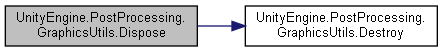 UnityEngine.PostProcessing.
GraphicsUtils.Dispose
UnityEngine.PostProcessing.
GraphicsUtils.Destroy